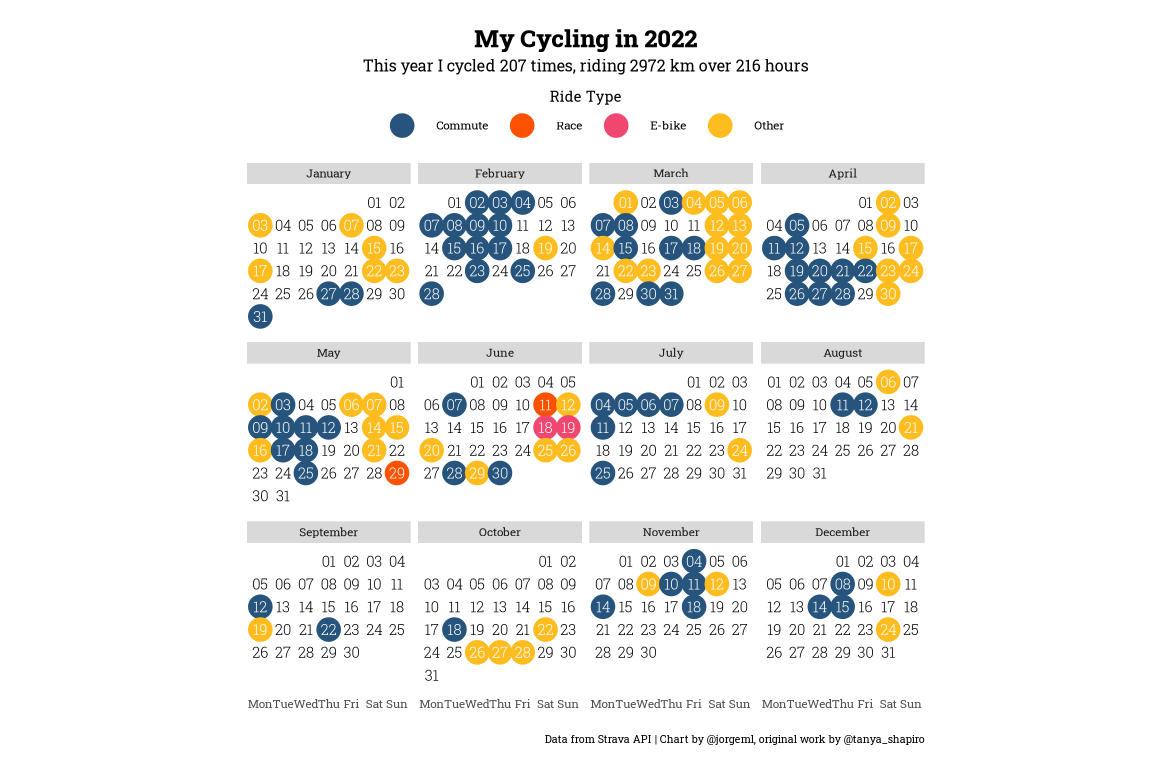 My Cycling in 2022
This year I cycled 207 times, riding 2972 km over 216 hours
Ride Type
Commute Race E-bike Other
January February March April
01 02 01 02 03 04 05 06 01 02 03 04 05 06 01 02 03
03 04 05 06 07 08 09 07 08 09 10 11 12 13 07 08 09 10 11 12 13 04 05 06 07 08 09 10
10 11 12 13 14 15 16 14 15 16 17 18 19 20 14 15 16 17 18 19 20 11 12 13 14 15 16 17
17 18 19 20 21 22 23 21 22 23 24 25 26 27 21 22 23 24 25 26 27 18 19 20 21 22 23 24
24 25 26 27 28 29 30 28 28 29 30 31 25 26 27 28 29 30
31
May June July August
01 01 02 03 04 05 01 02 03 01 02 03 04 05 06 07
02 03 04 05 06 07 08 06 07 08 09 10 11 12 04 05 06 07 08 09 10 08 09 10 11 12 13 14
09 10 11 12 13 14 15 13 14 15 16 17 18 19 11 12 13 14 15 16 17 15 16 17 18 19 20 21
16 17 18 19 20 21 22 20 21 22 23 24 25 26 18 19 20 21 22 23 24 22 23 24 25 26 27 28
23 24 25 26 27 28 29 27 28 29 30 25 26 27 28 29 30 31 29 30 31
30 31
September October November December
01 02 03 04 01 02 01 02 03 04 05 06 01 02 03 04
05 06 07 08 09 10 11 03 04 05 06 07 08 09 07 08 09 10 11 12 13 05 06 07 08 09 10 11
12 13 14 15 16 17 18 10 11 12 13 14 15 16 14 15 16 17 18 19 20 12 13 14 15 16 17 18
19 20 21 22 23 24 25 17 18 19 20 21 22 23 21 22 23 24 25 26 27 19 20 21 22 23 24 25
26 27 28 29 30 24 25 26 27 28 29 30 28 29 30 26 27 28 29 30 31
31
Mon Tue Wed Thu Fri Sat Sun Mon Tue Wed Thu Fri Sat Sun Mon Tue Wed Thu Fri Sat Sun Mon Tue Wed Thu Fri Sat Sun
Data from Strava API | Chart by @jorgeml, original work by @tanya_shapiro